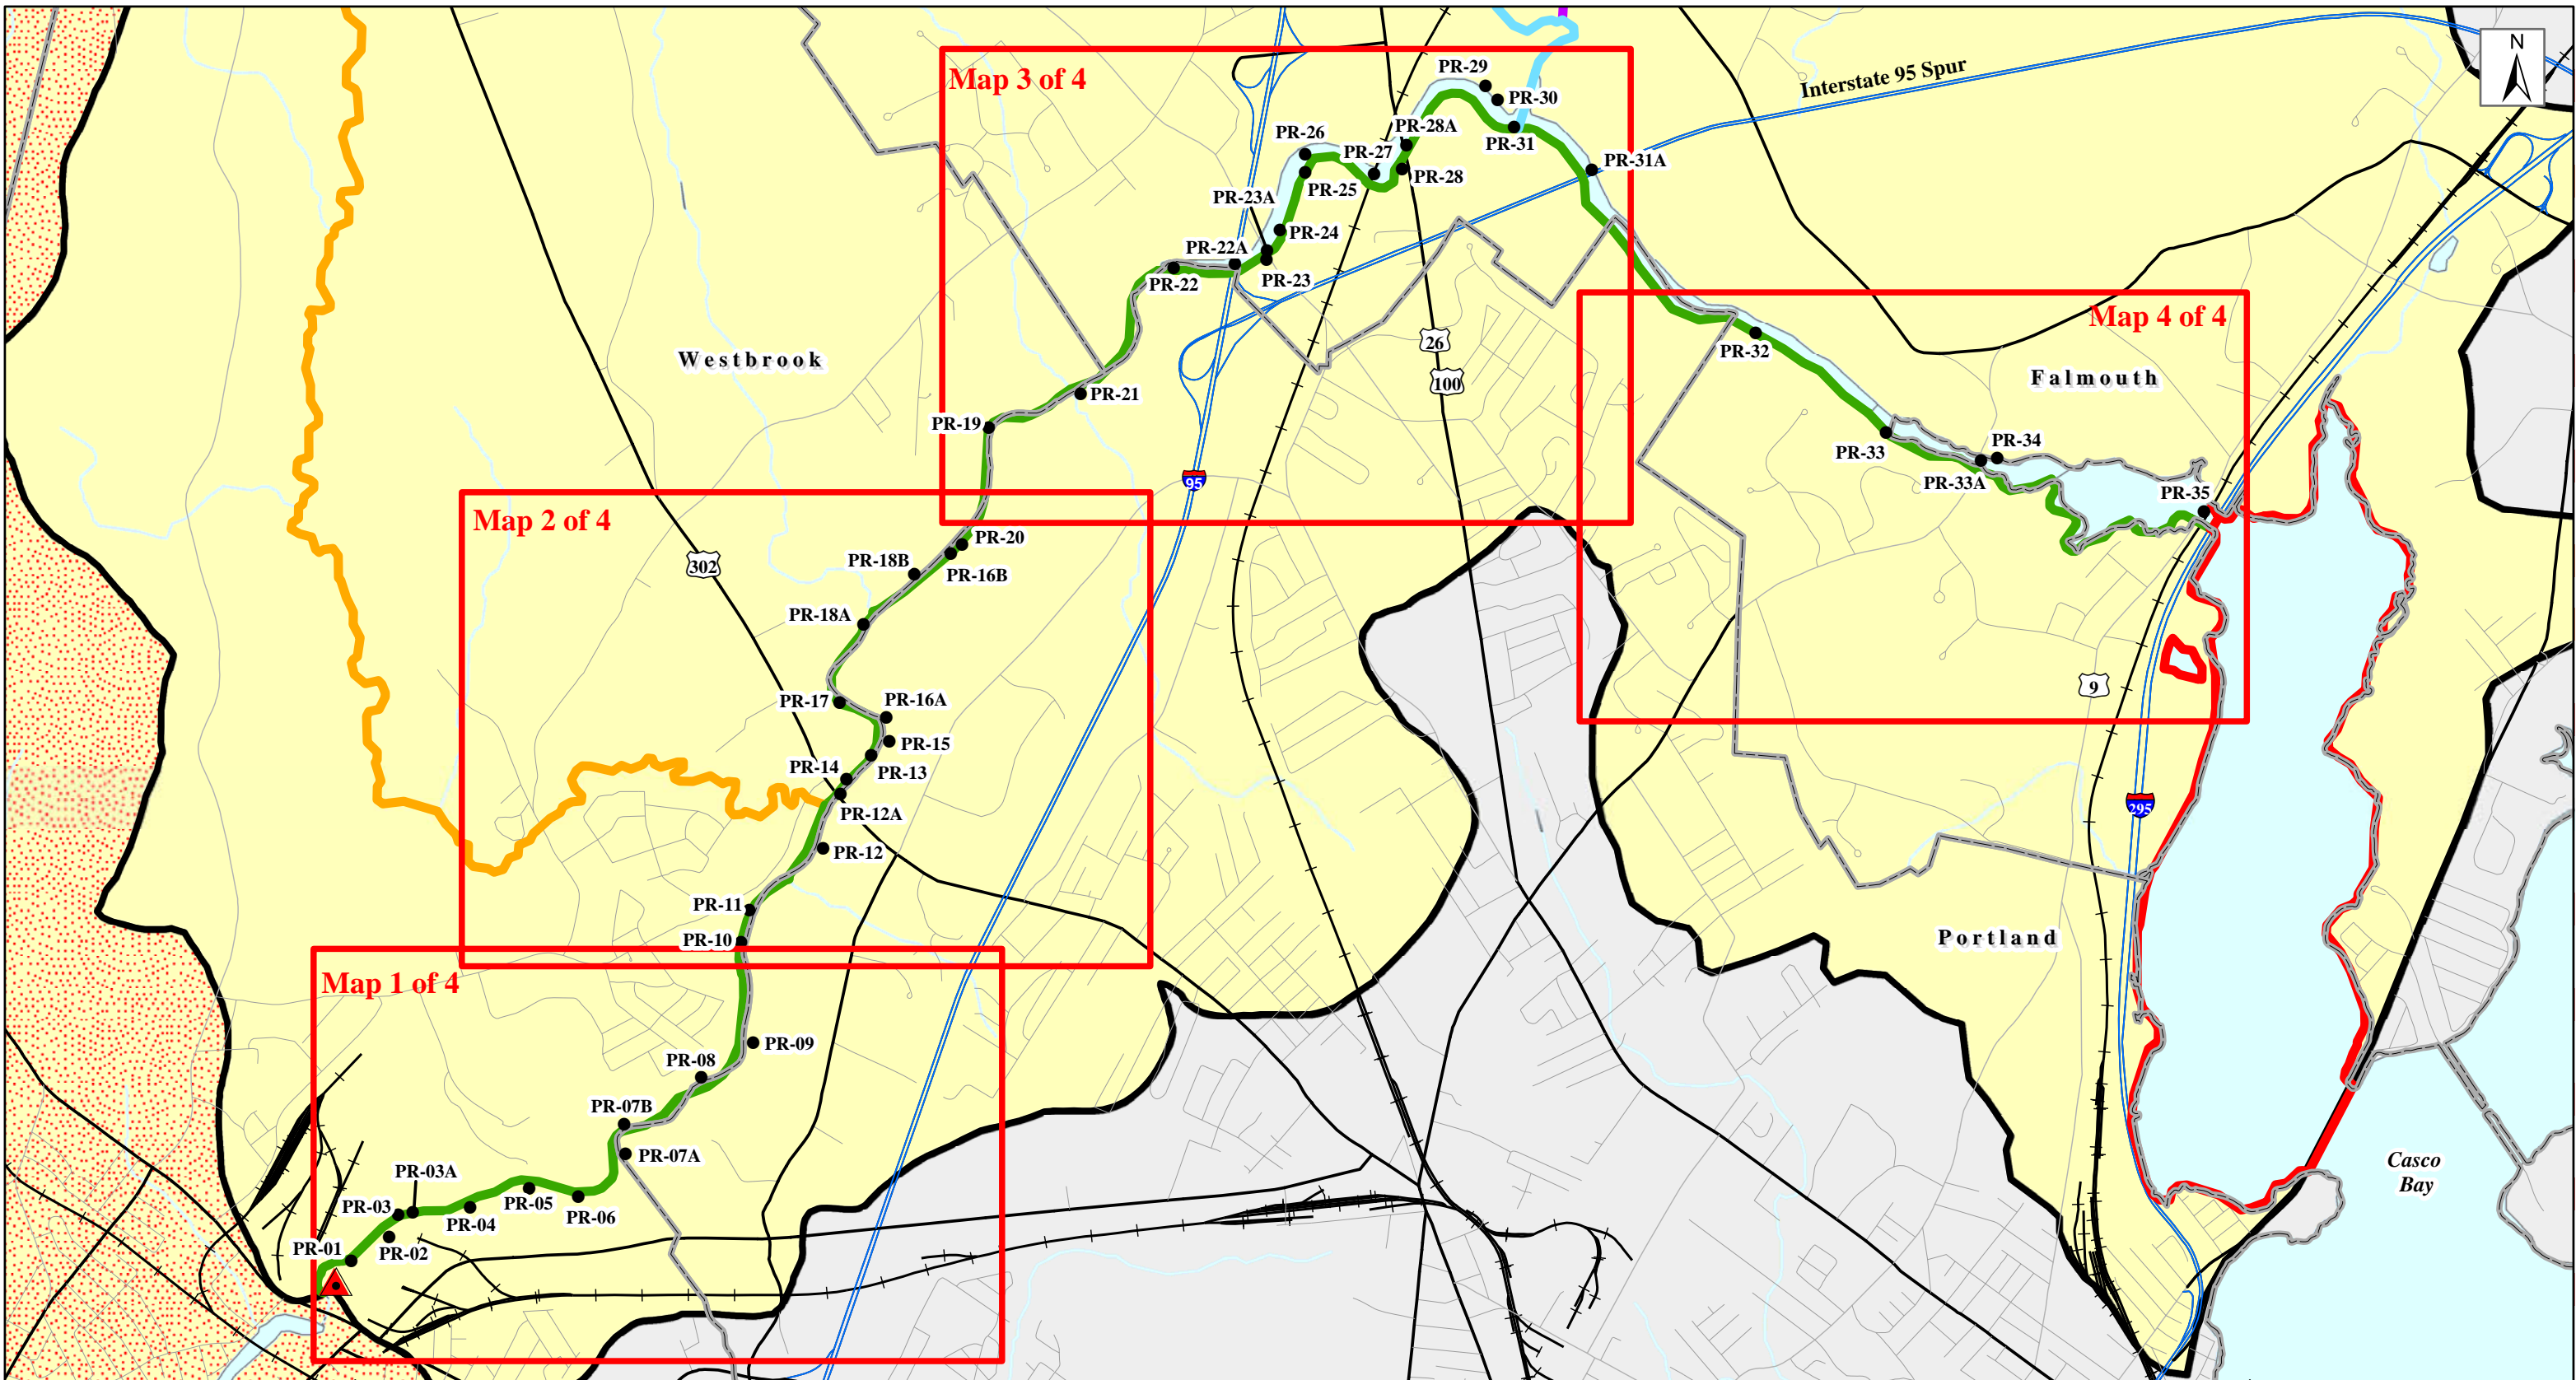 N
Map 3 of 4
PR-29
Interstate 95 Spur
PR-30
PR-28A
PR-26
PR-31
PR-27
PR-31A
PR-25
PR-28
PR-23A
PR-24
PR-22A
PR-22
PR-23
Map 4 of 4
26
PR-32
Westbrook
100
Falmouth
PR-21
PR-19
PR-34
PR-33
95
PR-33A
PR-35
Map 2 of 4
PR-20
PR-18B
302
PR-16B
PR-18A
9
PR-17
PR-16A
PR-15
PR-14
PR-13
295
PR-12A
PR-12
PR-11
PR-10
Portland
Map 1 of 4
PR-09
PR-08
PR-07B
PR-07A
Casco
Bay
PR-03A
PR-03
PR-05
PR-04
PR-06
PR-01
PR-02